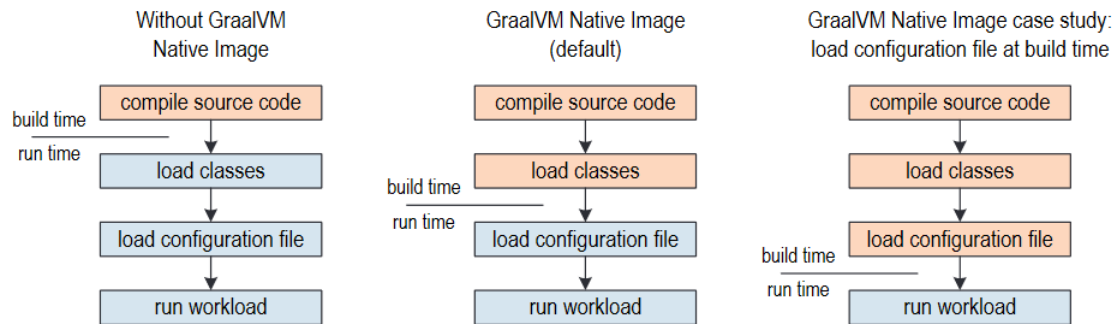 Without GraalVM
Native Image
compile source code
build time
run time
load classes
load configuration file
run workload
GraalVM Native Image
(default)
compile source code
load classes
build time
run time
load configuration file
run workload
GraalVM Native Image case study:
load configuration file at build time
compile source code
load classes
load configuration file
build time
run time
run workload